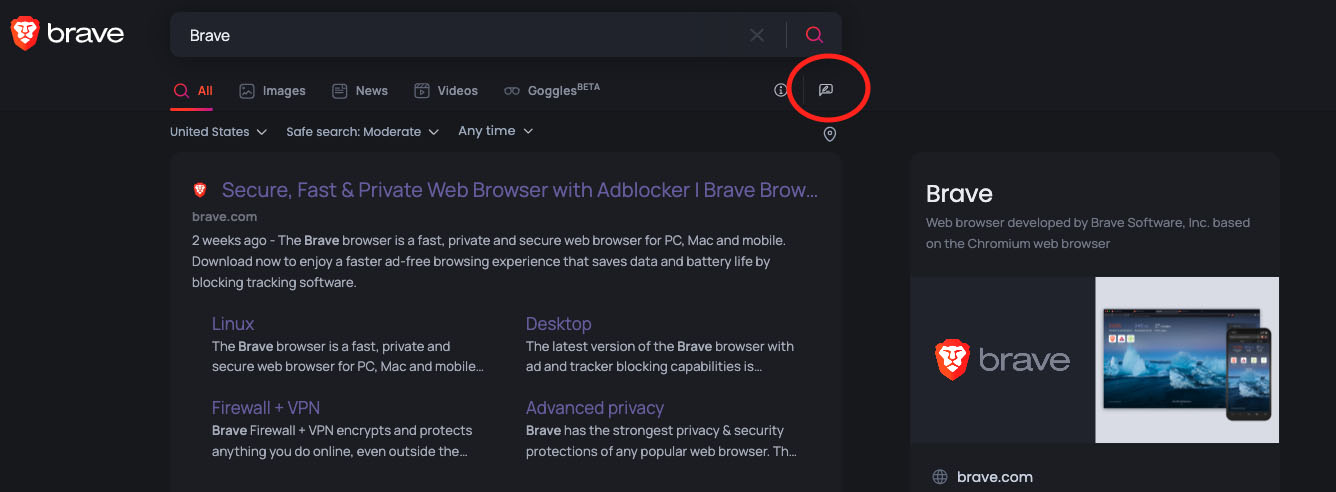 brave
Brave
All Images News Videos Goggles BETA
United States Safe search: Moderate Any time
Secure, Fast & Private Web Browser with Adblocker | Brave Brow...
brave.com
2 weeks ago - The Brave browser is a fast, private and secure web browser for PC, Mac and mobile.
Download now to enjoy a faster ad-free browsing experience that saves data and battery life by
blocking tracking software.
Linux
The Brave browser is a fast, private and
secure web browser for PC, Mac and mobile...
Desktop
The latest version of the Brave browser with
ad and tracker blocking capabilities is...
Firewall + VPN
Brave Firewall + VPN encrypts and protects
anything you do online, even outside the...
Advanced privacy
Brave has the strongest privacy & security
protections of any popular web browser. Th...
Brave
Web browser developed by Brave Software, Inc. based
on the Chromium web browser
brave
brave.com